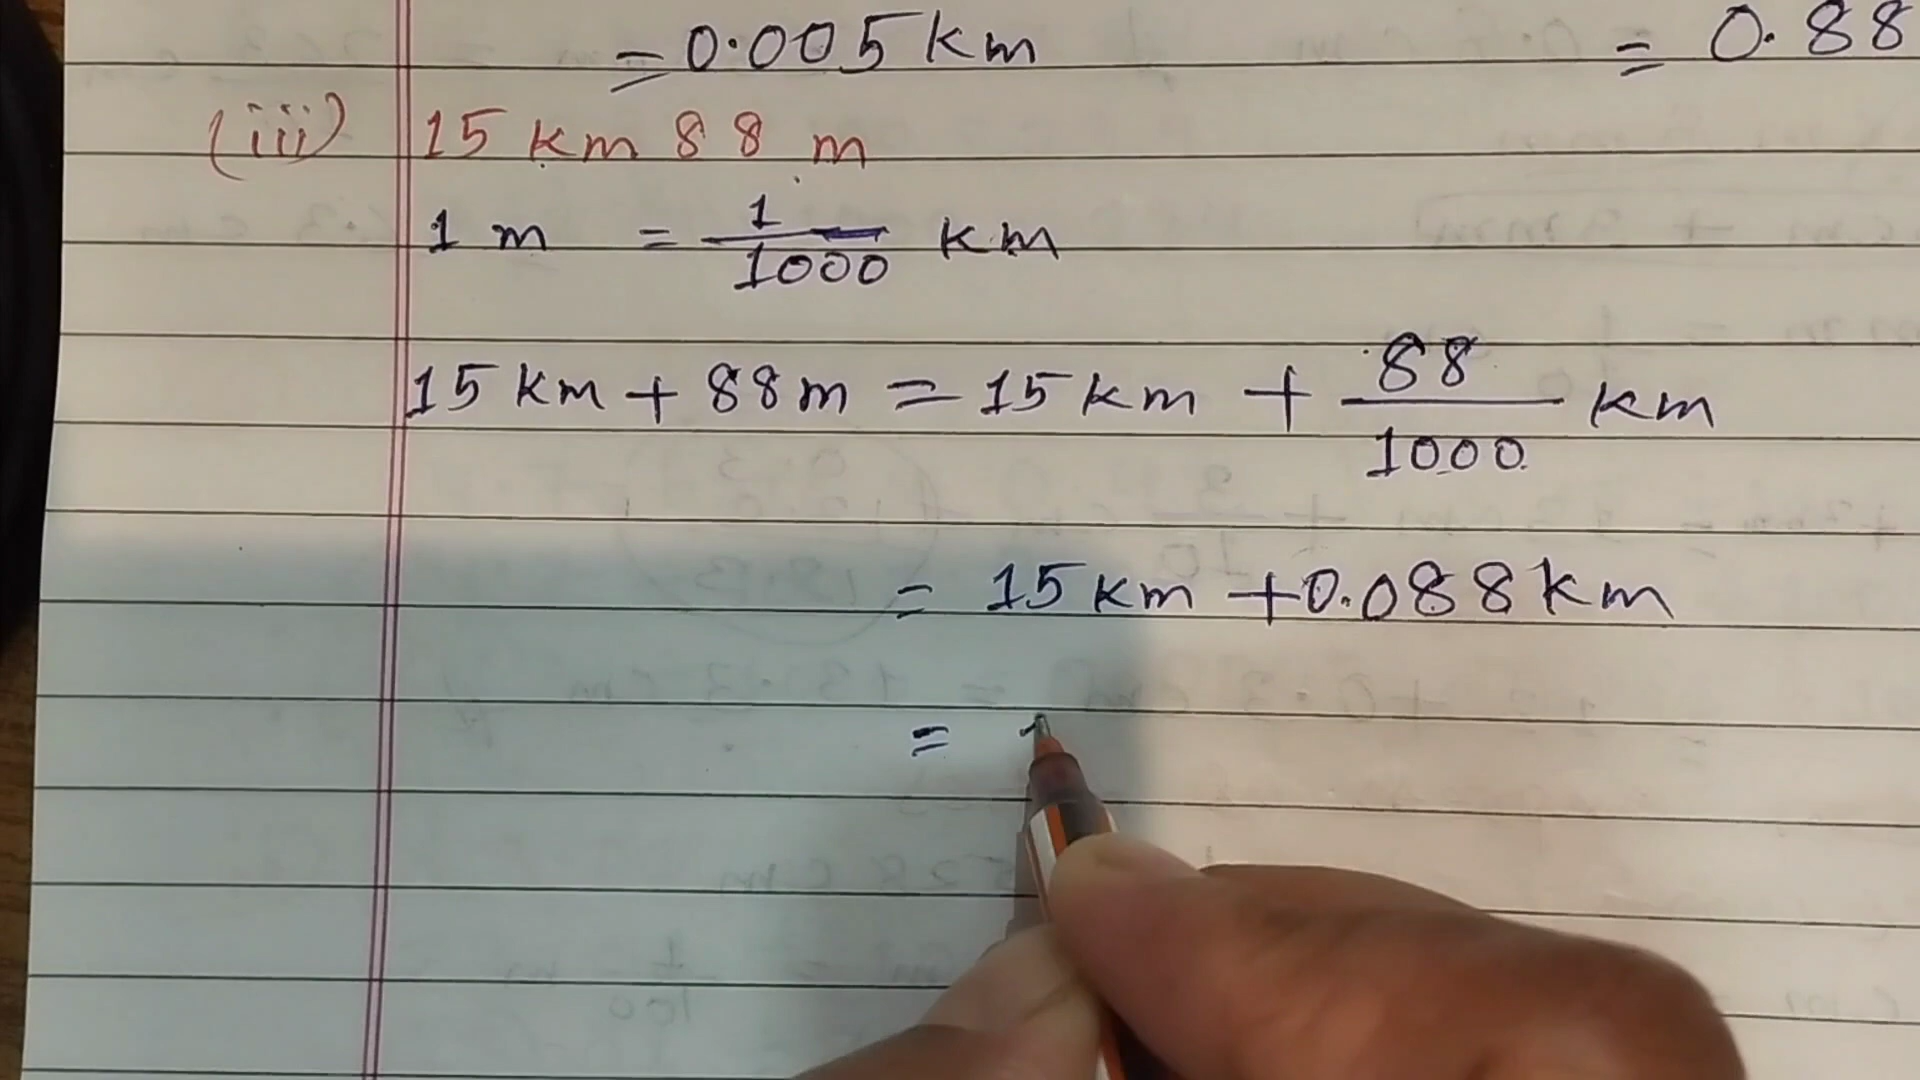 = 0.005 km
= 0.88
(iii) 15 km 88 m
1 m = 1/1000 km
15 km + 88 m = 15 km + 88/1000 km
= 15 km + 0.088 km
= 1